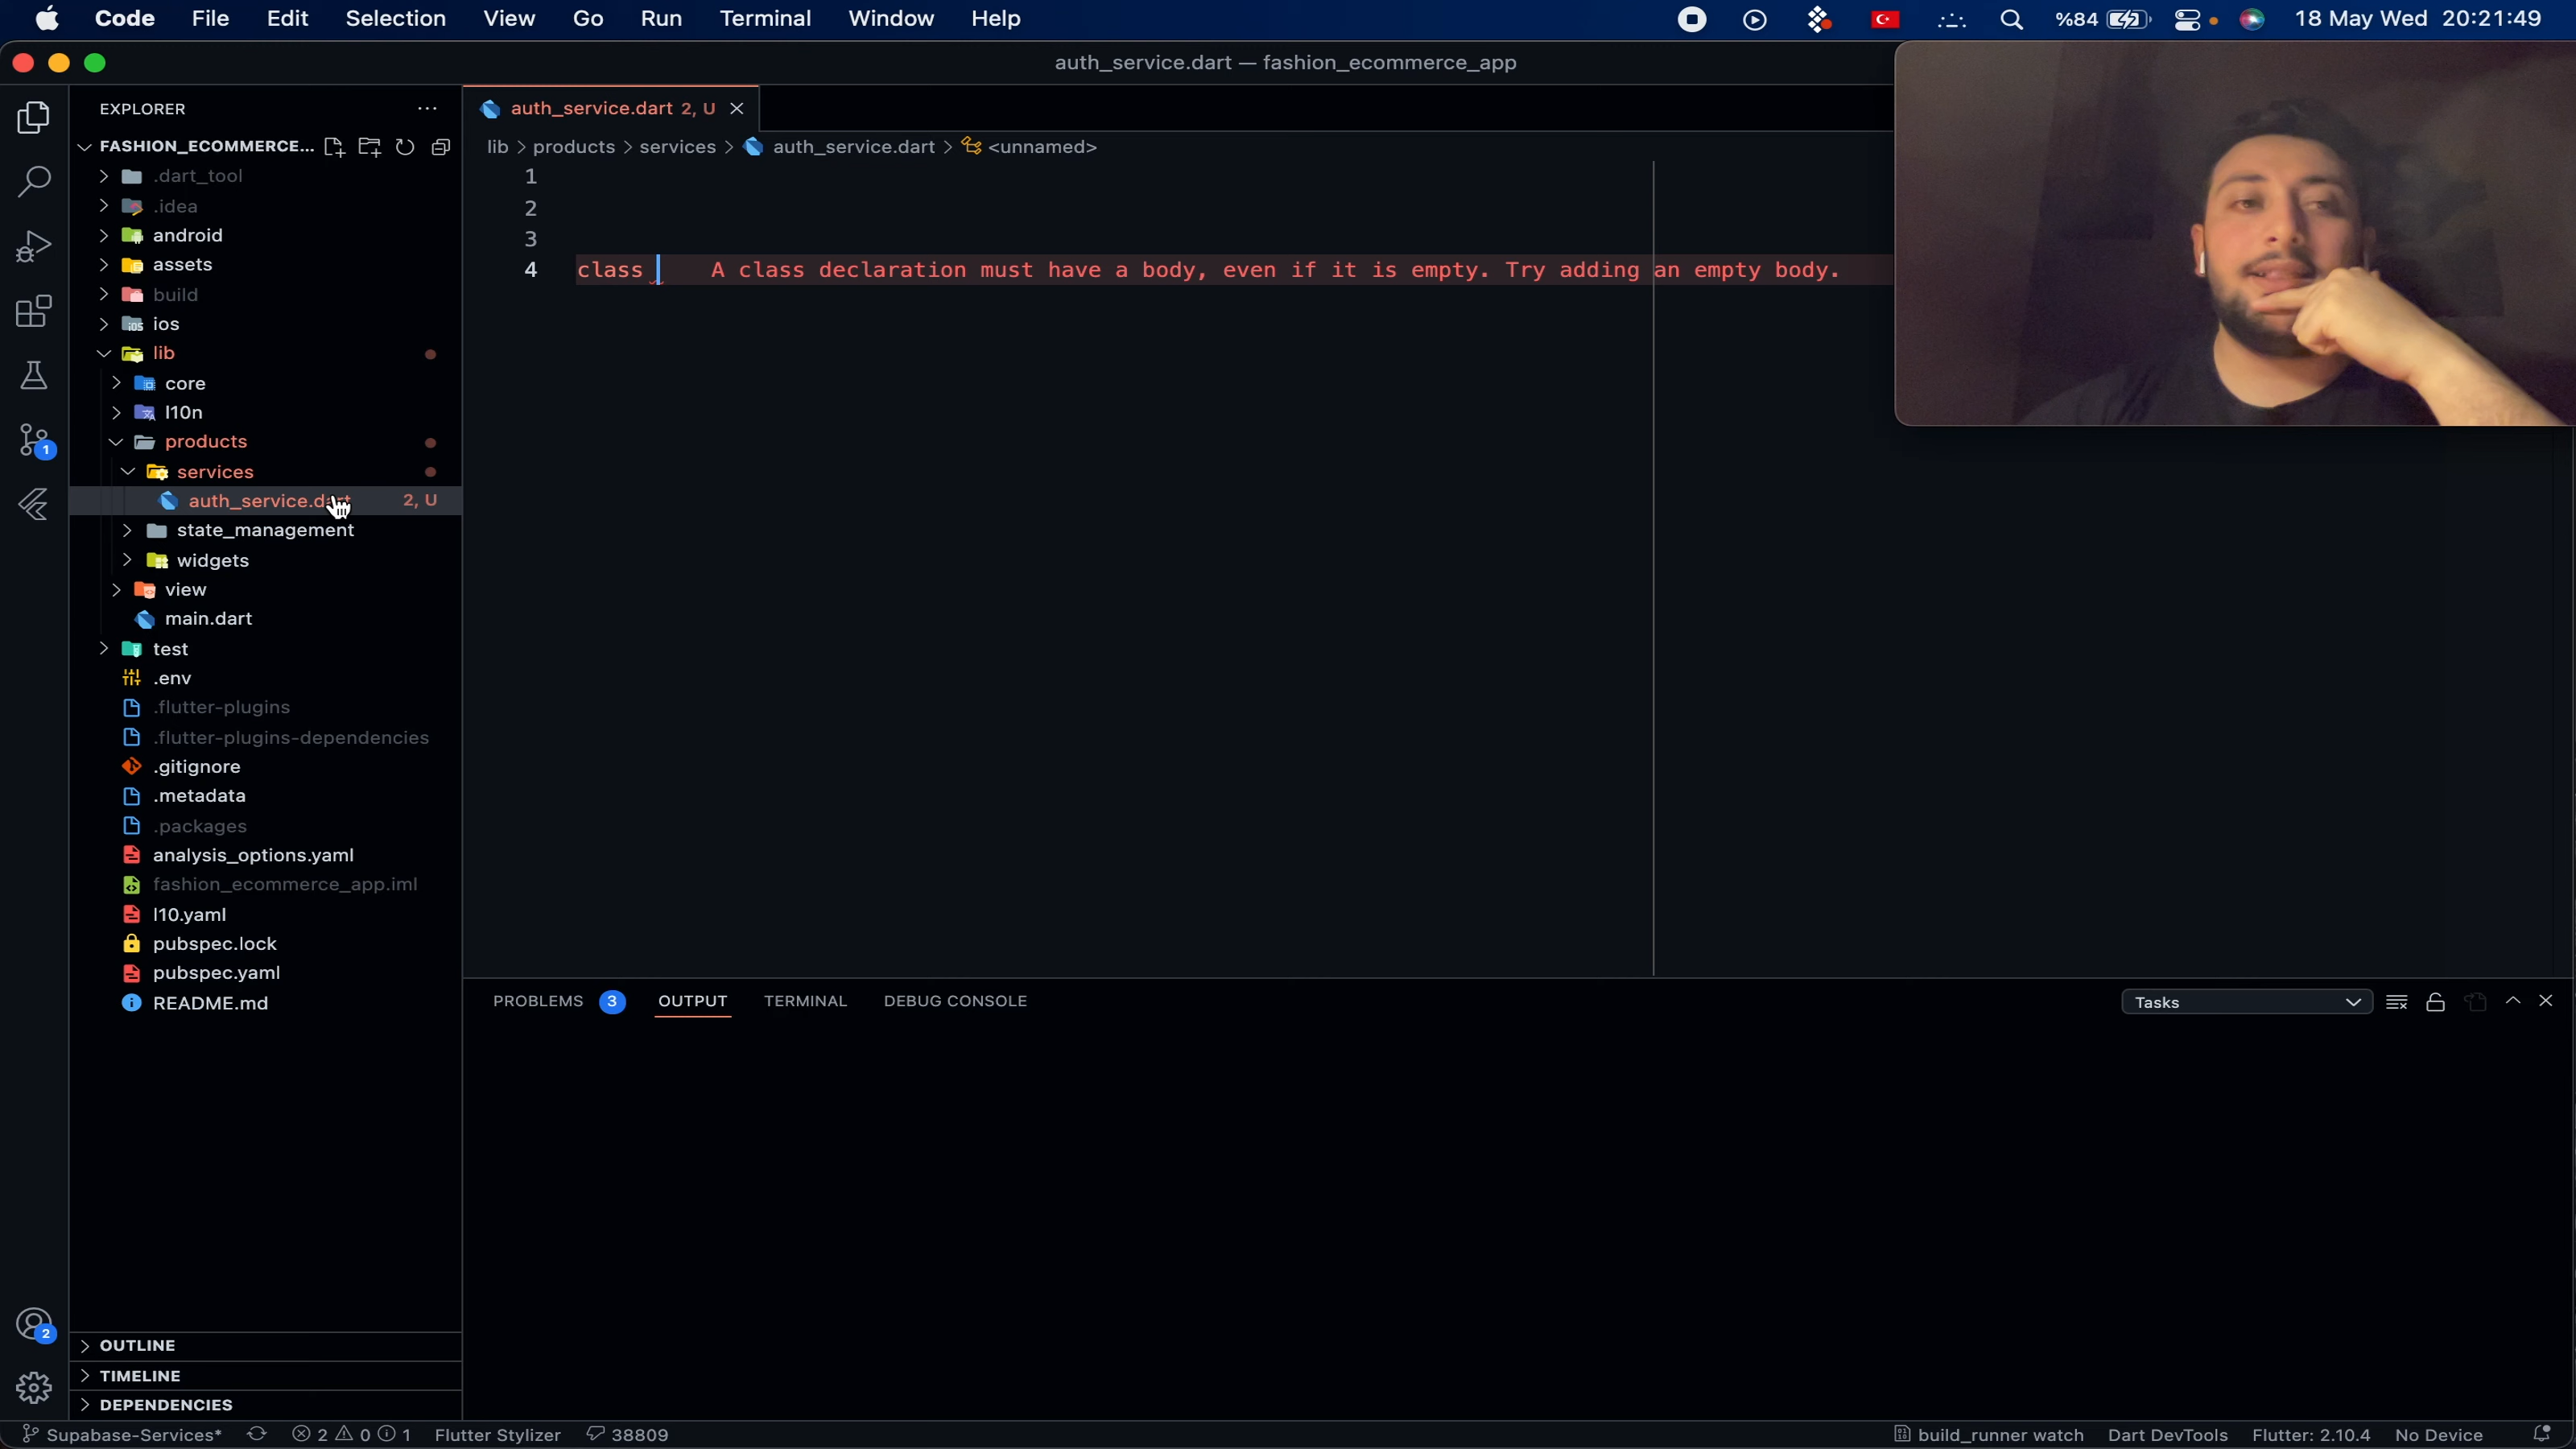 Code File Edit Selection View Go Run Terminal Window Help %84 18 May Wed 20:21:49
auth_service.dart — fashion_ecommerce_app
EXPLORER
FASHION_ECOMMERCE...
.dart_tool
.idea
android
assets
build
ios
lib
core
l10n
products
services
auth_service.dart 2, U
state_management
widgets
view
main.dart
test
.env
.flutter-plugins
.flutter-plugins-dependencies
.gitignore
.metadata
.packages
analysis_options.yaml
fashion_ecommerce_app.iml
l10.yaml
pubspec.lock
pubspec.yaml
README.md
OUTLINE
TIMELINE
DEPENDENCIES
1
2
auth_service.dart 2, U
lib > products > services > auth_service.dart > <unnamed>
1
2
3
4 class A class declaration must have a body, even if it is empty. Try adding an empty body.
PROBLEMS 3 OUTPUT TERMINAL DEBUG CONSOLE Tasks
Supabase-Services* 2 0 1 Flutter Stylizer 38809 build_runner watch Dart DevTools Flutter: 2.10.4 No Device